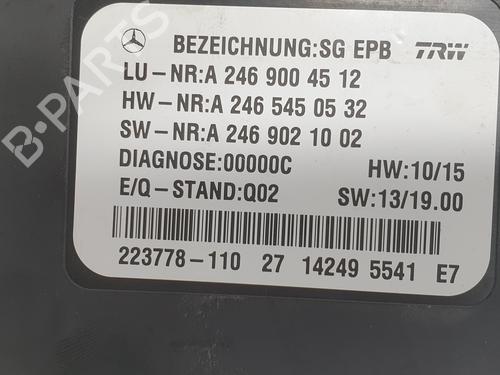 BEZEICHNUNG:SG EPB TRW
LU-NR:A 246 900 45 12
HW-NR:A 246 545 05 32
SW-NR:A 246 902 10 02
DIAGNOSE:00000C HW:10/15
E/Q-STAND:Q02 SW:13/19.00
223778-110 27 14249 5541 E7
B-PARTS